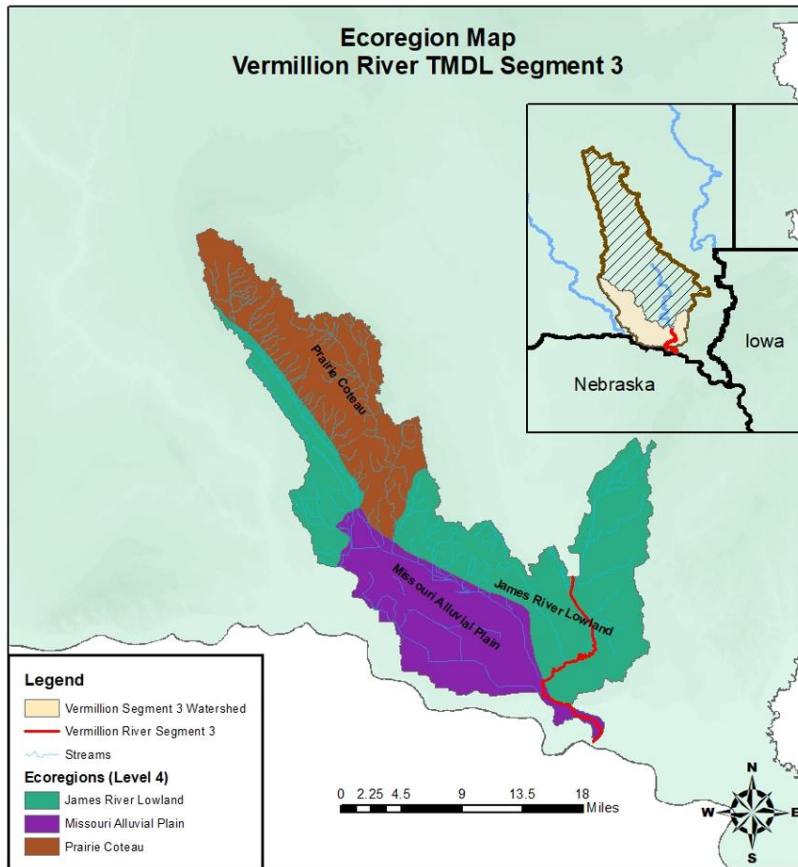 Ecoregion Map
Vermillion River TMDL Segment 3
Iowa
Nebraska
Prairie Coteau
James River Lowland
Missouri Alluvial Plain
Legend
Vermillion Segment 3 Watershed
Vermillion River Segment 3
Streams
Ecoregions (Level 4)
James River Lowland
Missouri Alluvial Plain
Prairie Coteau
0 2.25 4.5 9 13.5 18
Miles
N
W E
S